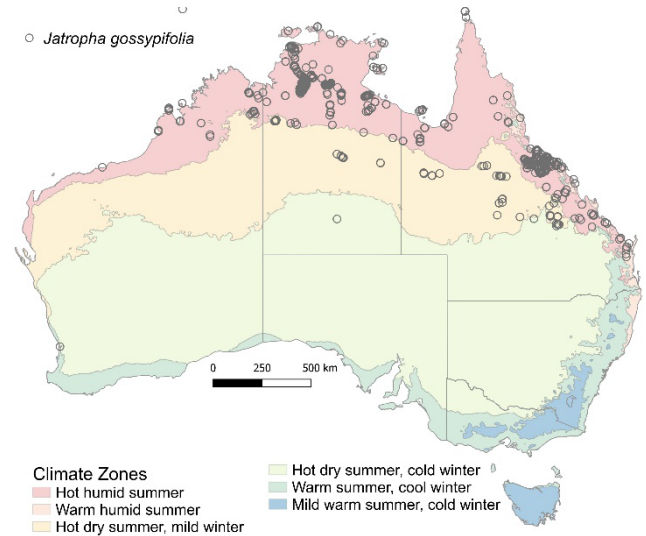 Jatropha gossypifolia
0 250 500 km
Climate Zones
Hot humid summer
Warm humid summer
Hot dry summer, mild winter
Hot dry summer, cold winter
Warm summer, cool winter
Mild warm summer, cold winter